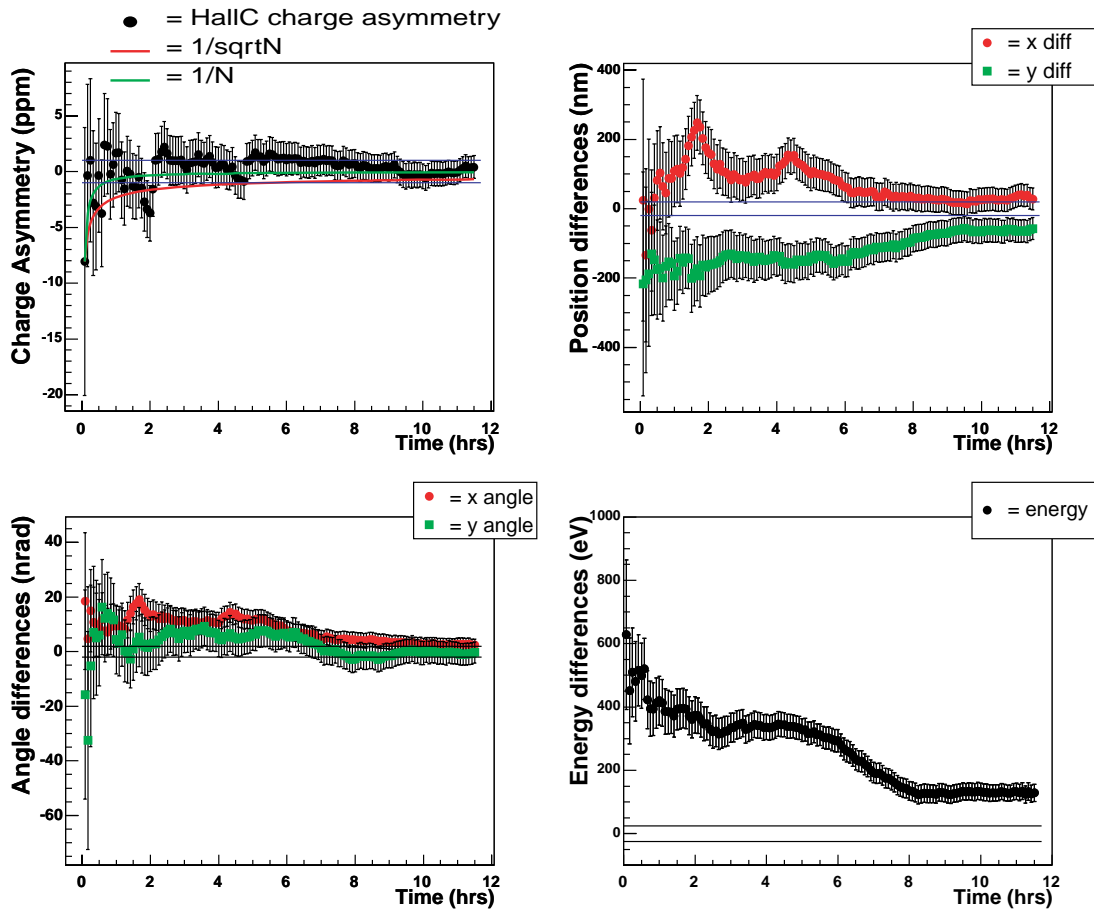 = HallC charge asymmetry
= 1/sqrtN
= 1/N
Charge Asymmetry (ppm)
5
0
-5
-10
-15
-20
0 2 4 6 8 10 12
Time (hrs)
= x diff
= y diff
Position differences (nm)
400
200
0
-200
-400
0 2 4 6 8 10 12
Time (hrs)
= x angle
= y angle
Angle differences (nrad)
40
20
0
-20
-40
-60
0 2 4 6 8 10 12
Time (hrs)
= energy
Energy differences (eV)
1000
800
600
400
200
0
0 2 4 6 8 10 12
Time (hrs)